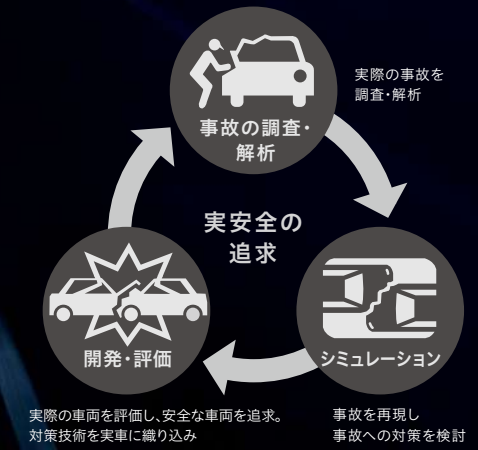 実際の事故を
調査・解析
事故の調査・
解析
実安全の
追求
開発・評価
シミュレーション
実際の車両を評価し、安全な車両を追求。
対策技術を実車に織り込み
事故を再現し
事故への対策を検討